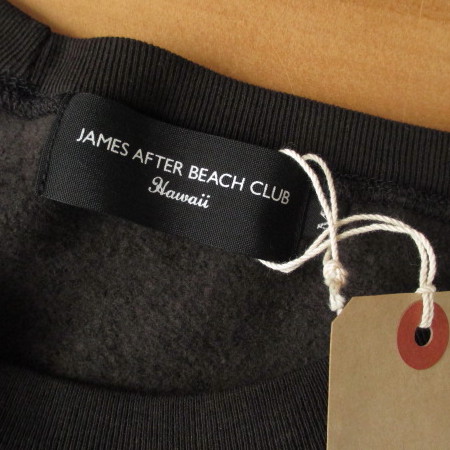 JAMES AFTER BEACH CLUB
Hawaii